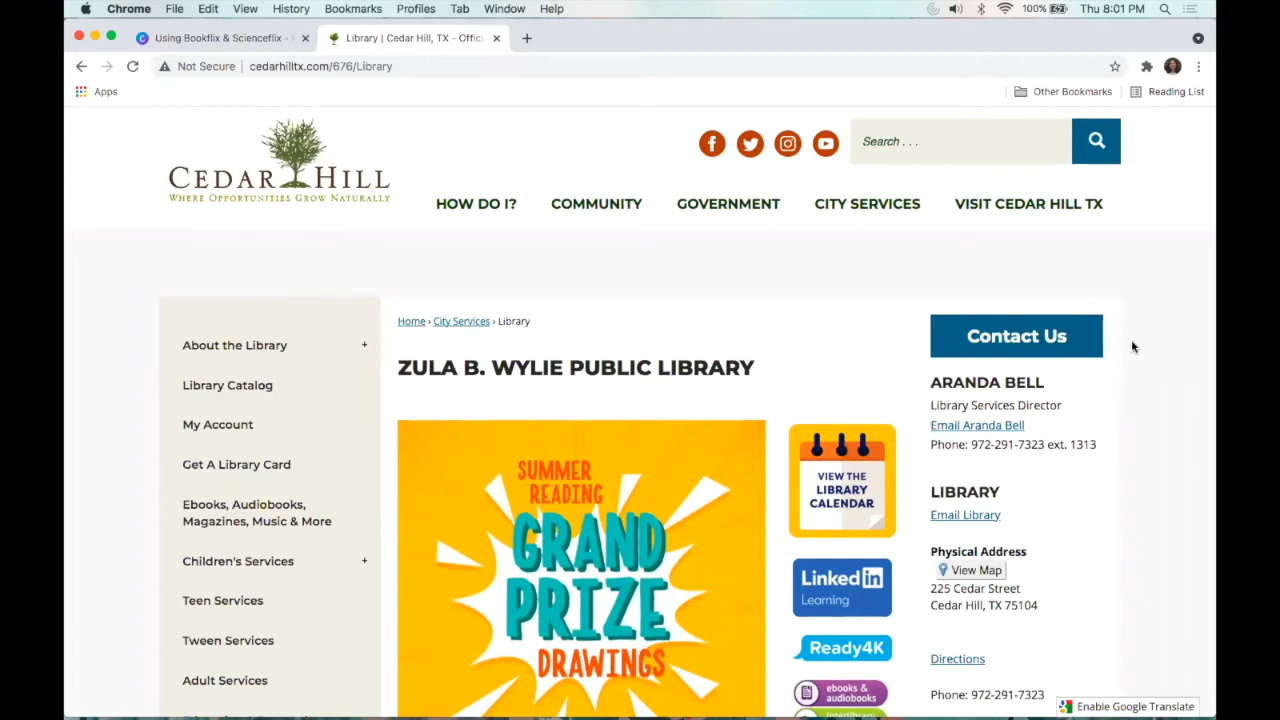 Chrome File Edit View History Bookmarks Profiles Tab Window Help 100% Thu 8:01 PM
Using Bookflix & Scienceflix - Library | Cedar Hill, TX - Offic
Not Secure cedarhilltx.com/676/Library
Apps Other Bookmarks Reading List
CEDAR HILL
WHERE OPPORTUNITIES GROW NATURALLY
Search . . .
HOW DO I? COMMUNITY GOVERNMENT CITY SERVICES VISIT CEDAR HILL TX
About the Library +
Library Catalog
My Account
Get A Library Card
Ebooks, Audiobooks,
Magazines, Music & More
Children's Services +
Teen Services
Tween Services
Adult Services
Home › City Services › Library
ZULA B. WYLIE PUBLIC LIBRARY
SUMMER
READING
GRAND
PRIZE
DRAWINGS
VIEW THE
LIBRARY
CALENDAR
Linked in
Learning
Ready4K
ebooks &
audiobooks
interlibrary
Contact Us
ARANDA BELL
Library Services Director
Email Aranda Bell
Phone: 972-291-7323 ext. 1313
LIBRARY
Email Library
Physical Address
View Map
225 Cedar Street
Cedar Hill, TX 75104
Directions
Phone: 972-291-7323
Enable Google Translate